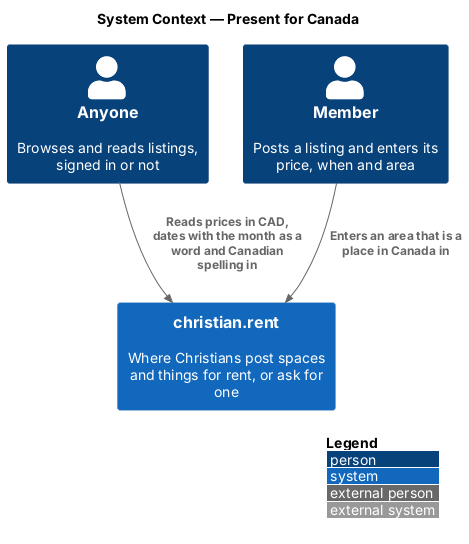 System Context — Present for Canada
Anyone
Browses and reads listings,
signed in or not
Member
Posts a listing and enters its
price, when and area
Reads prices in CAD,
dates with the month as a
word and Canadian
spelling in
Enters an area that is a
place in Canada in
christian.rent
Where Christians post spaces
and things for rent, or ask for
one
Legend
person
system
external person
external system